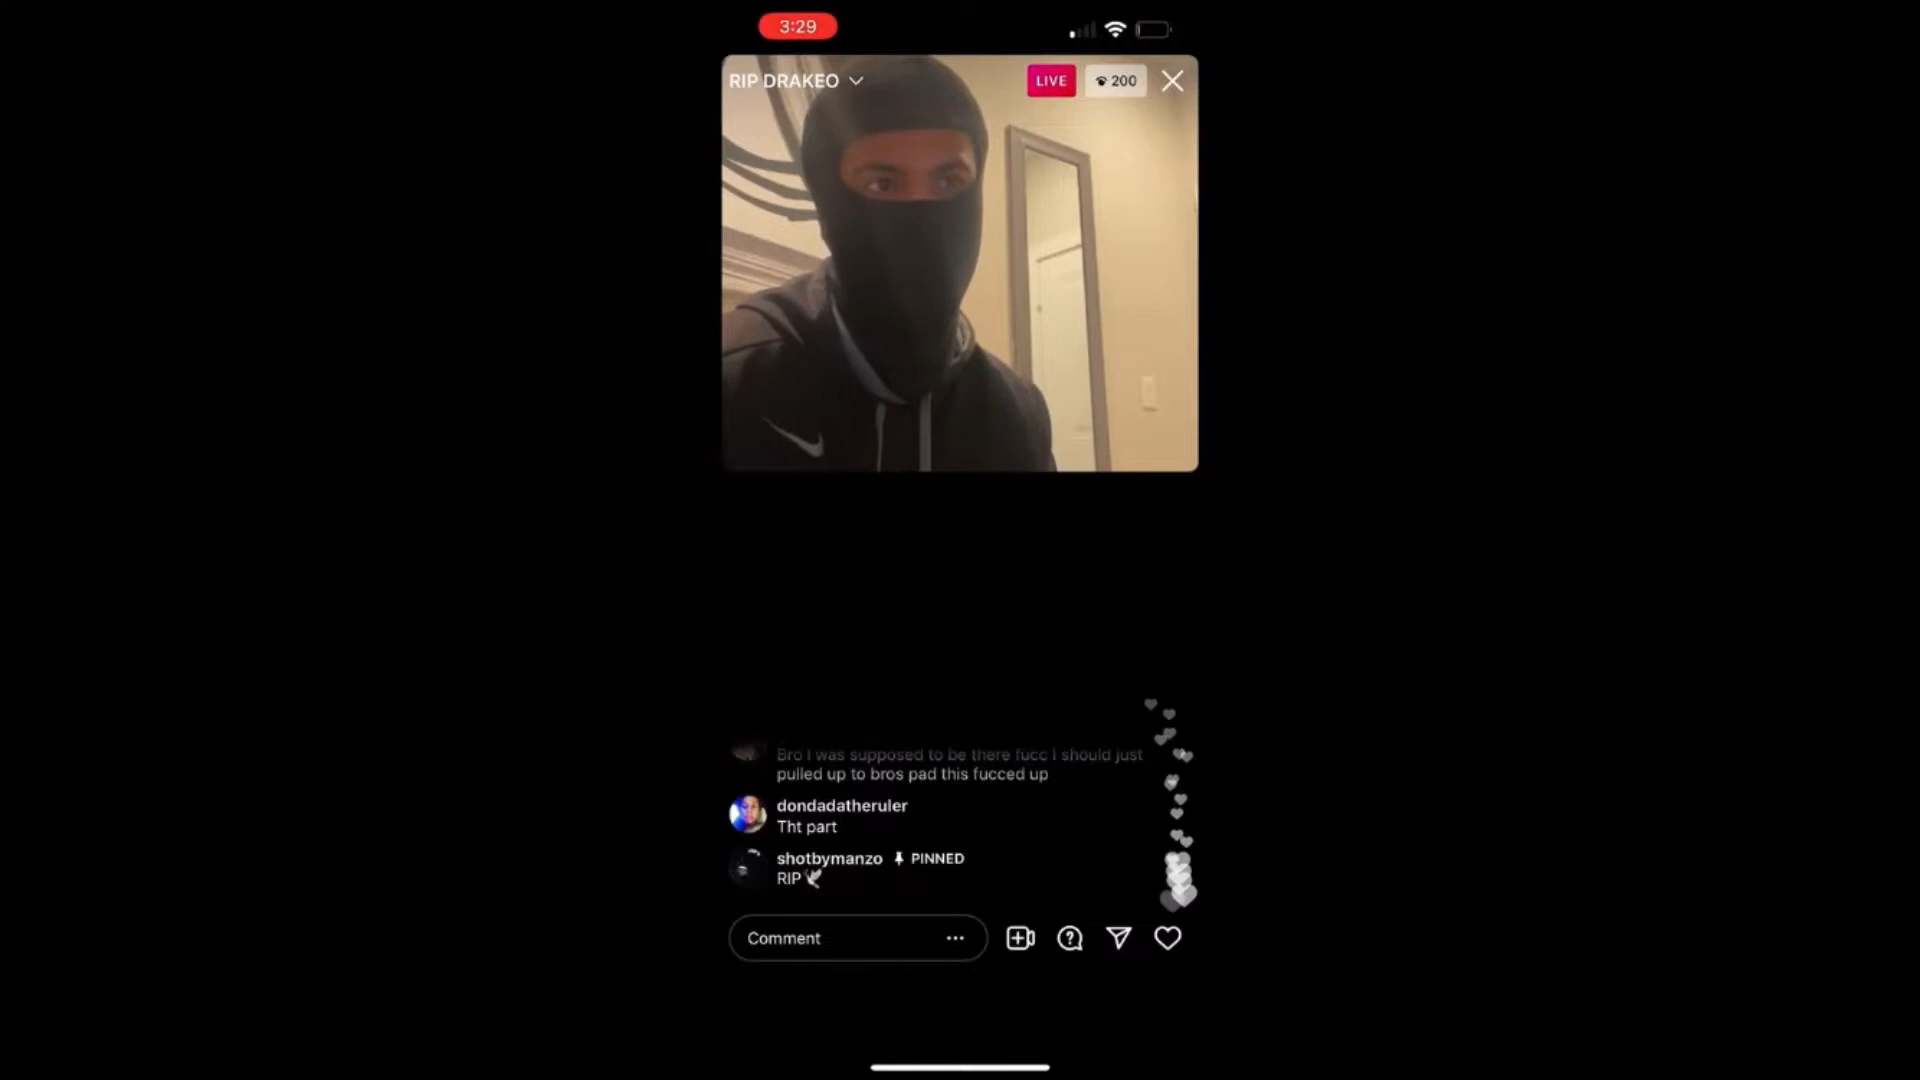 3:29
RIP DRAKEO
LIVE
200
Bro I was supposed to be there fucc I should just
pulled up to bros pad this fucced up
dondadatheruler
Tht part
shotbymanzo PINNED
RIP 🕊
Comment